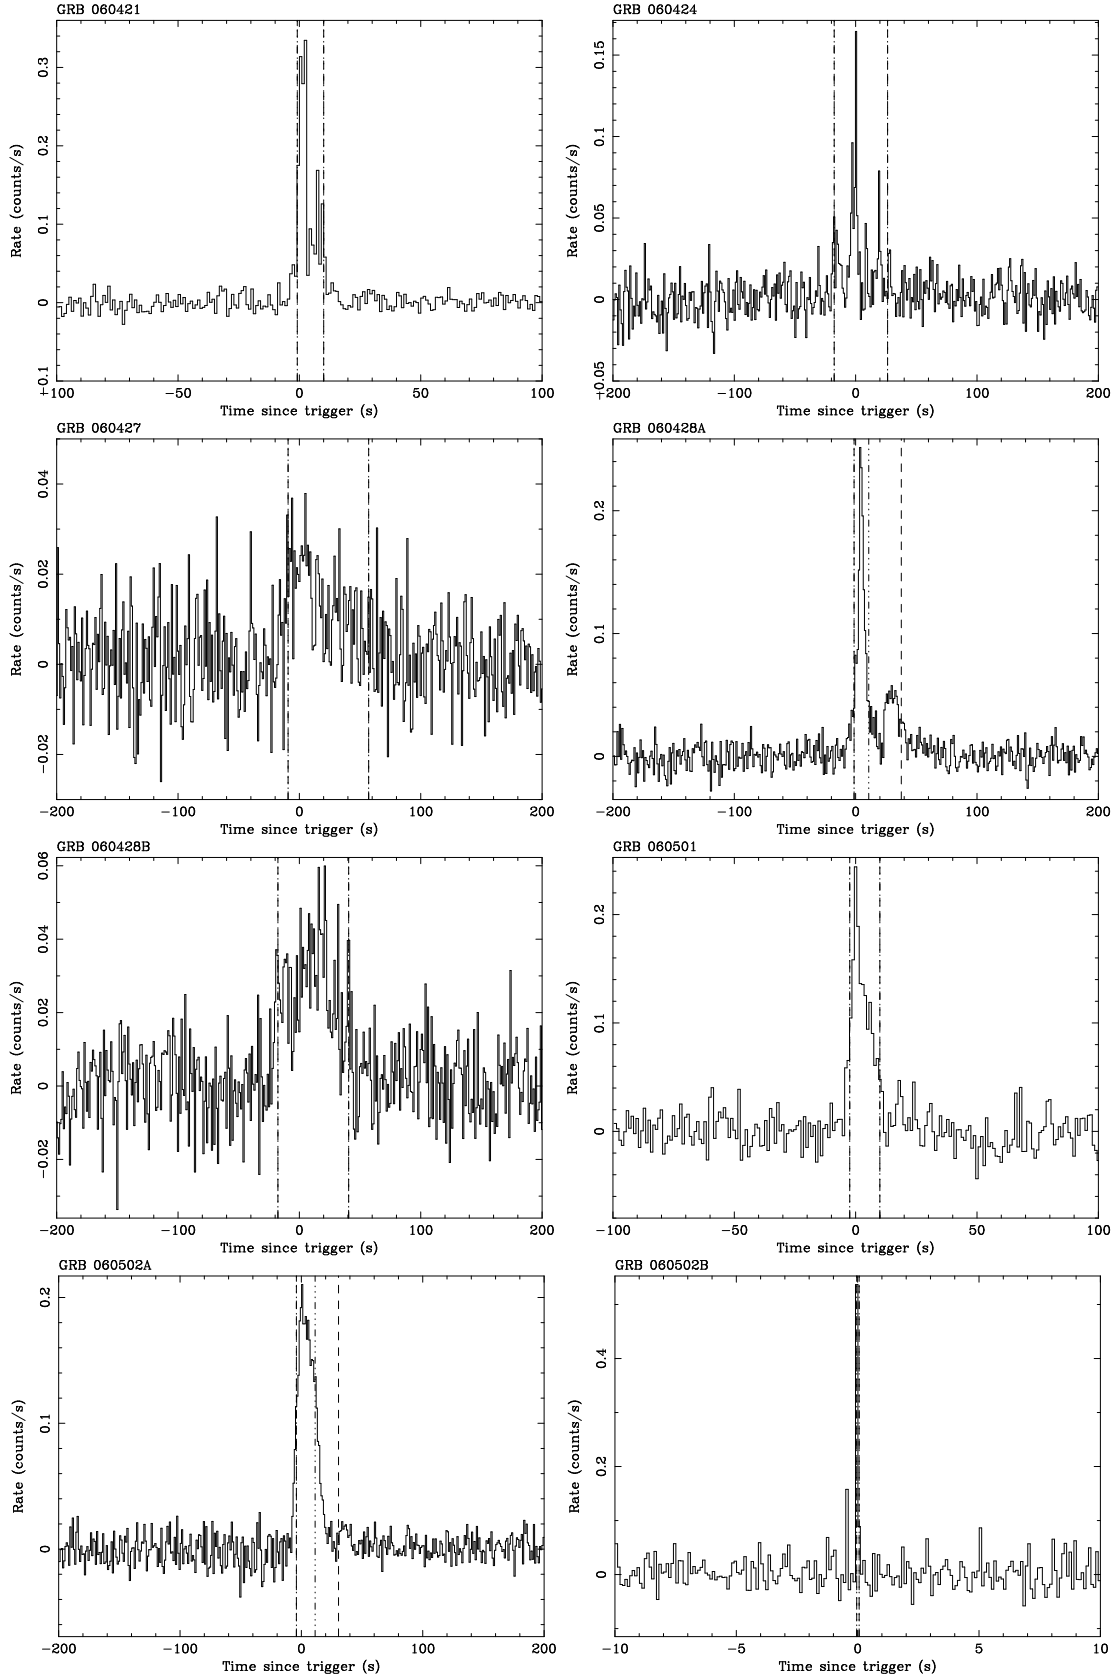 GRB 060421
0.3
0.2
0.1
0
-0.1
Rate (counts/s)
-100 -50 0 50 100
Time since trigger (s)
GRB 060424
0.15
0.1
0.05
0
-0.05
Rate (counts/s)
-200 -100 0 100 200
Time since trigger (s)
GRB 060427
0.04
0.02
0
-0.02
Rate (counts/s)
-200 -100 0 100 200
Time since trigger (s)
GRB 060428A
0.2
0.1
0
Rate (counts/s)
-200 -100 0 100 200
Time since trigger (s)
GRB 060428B
0.06
0.04
0.02
0
-0.02
Rate (counts/s)
-200 -100 0 100 200
Time since trigger (s)
GRB 060501
0.2
0.1
0
Rate (counts/s)
-100 -50 0 50 100
Time since trigger (s)
GRB 060502A
0.2
0.1
0
Rate (counts/s)
-200 -100 0 100 200
Time since trigger (s)
GRB 060502B
0.4
0.2
0
Rate (counts/s)
-10 -5 0 5 10
Time since trigger (s)